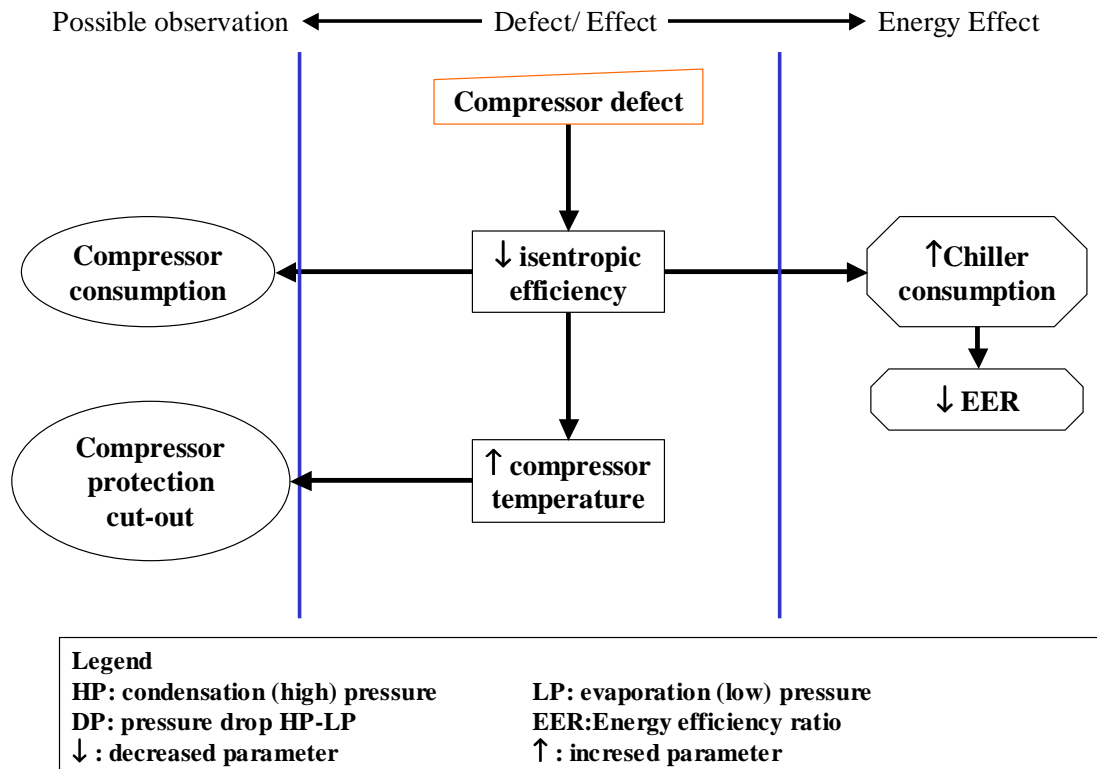 Possible observation
Defect/ Effect
Energy Effect
Compressor defect
Compressor
consumption
↓ isentropic
efficiency
↑Chiller
consumption
↓ EER
Compressor
protection
cut-out
↑ compressor
temperature
Legend
HP: condensation (high) pressure
LP: evaporation (low) pressure
DP: pressure drop HP-LP
EER:Energy efficiency ratio
↓ : decreased parameter
↑ : incresed parameter